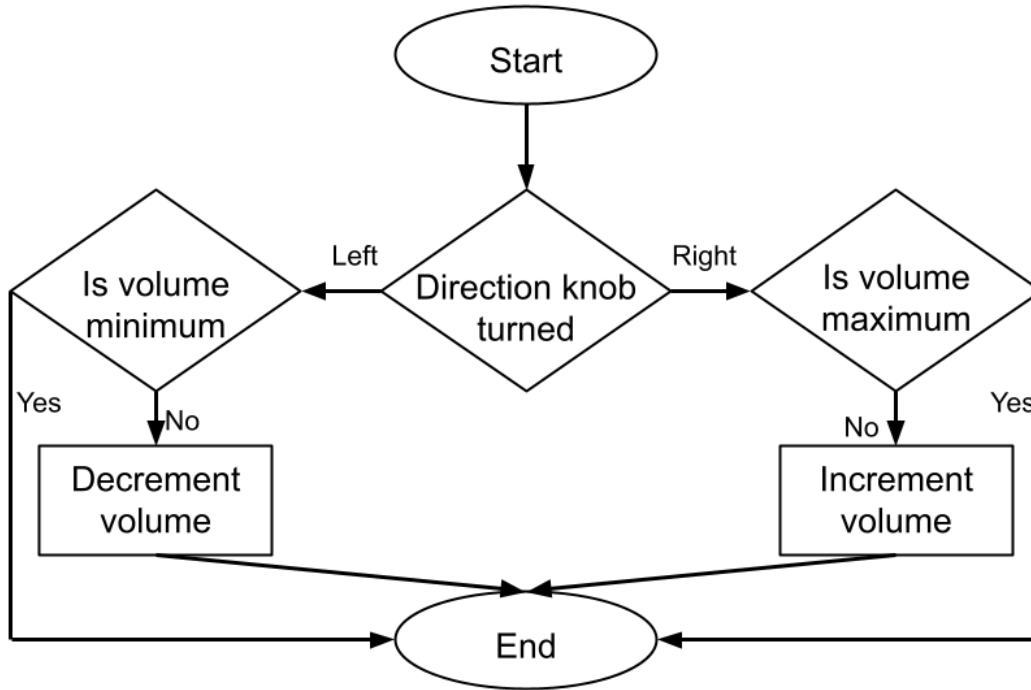 Start
Left
Right
Is volume
minimum
Direction knob
turned
Is volume
maximum
Yes
No
No
Yes
Decrement
volume
Increment
volume
End